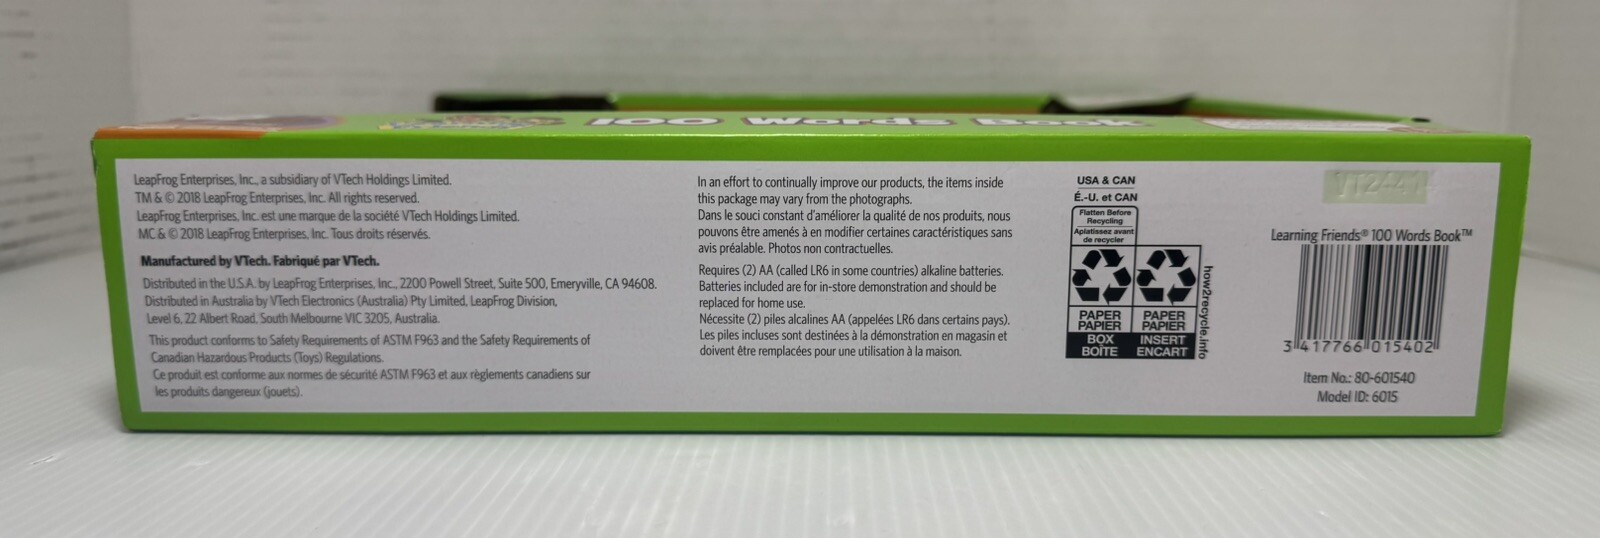 100 Words Book
LeapFrog Enterprises, Inc., a subsidiary of VTech Holdings Limited.
TM & © 2018 LeapFrog Enterprises, Inc. All rights reserved.
LeapFrog Enterprises, Inc. est une marque de la société VTech Holdings Limited.
MC & © 2018 LeapFrog Enterprises, Inc. Tous droits réservés.
Manufactured by VTech. Fabriqué par VTech.
Distributed in the U.S.A. by LeapFrog Enterprises, Inc., 2200 Powell Street, Suite 500, Emeryville, CA 94608.
Distributed in Australia by VTech Electronics (Australia) Pty Limited, LeapFrog Division,
Level 6, 22 Albert Road, South Melbourne VIC 3205, Australia.
This product conforms to Safety Requirements of ASTM F963 and the Safety Requirements of
Canadian Hazardous Products (Toys) Regulations.
Ce produit est conforme aux normes de sécurité ASTM F963 et aux règlements canadiens sur
les produits dangereux (jouets).
In an effort to continually improve our products, the items inside
this package may vary from the photographs.
Dans le souci constant d'améliorer la qualité de nos produits, nous
pouvons être amenés à en modifier certaines caractéristiques sans
avis préalable. Photos non contractuelles.
Requires (2) AA (called LR6 in some countries) alkaline batteries.
Batteries included are for in-store demonstration and should be
replaced for home use.
Nécessite (2) piles alcalines AA (appelées LR6 dans certains pays).
Les piles incluses sont destinées à la démonstration en magasin et
doivent être remplacées pour une utilisation à la maison.
USA & CAN
É.-U. et CAN
Flatten Before
Recycling
Aplatissez avant
de recycler
PAPER
PAPIER
BOX
BOÎTE
PAPER
PAPIER
INSERT
ENCART
how2recycle.info
Learning Friends® 100 Words Book™
3 417766 015402
Item No.: 80-601540
Model ID: 6015